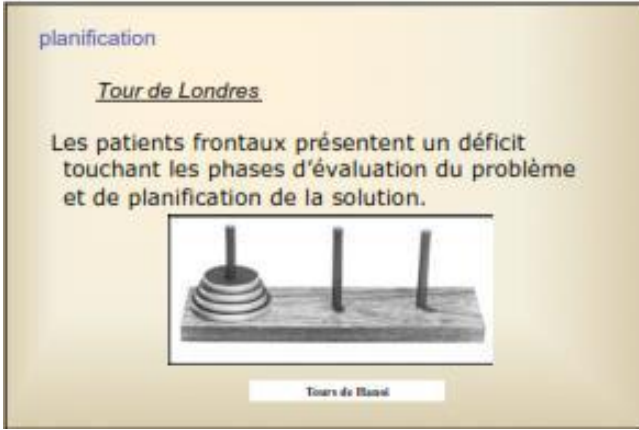 planification
Tour de Londres
Les patients frontaux présentent un déficit
touchant les phases d'évaluation du problème
et de planification de la solution.
Tours de Hanoi